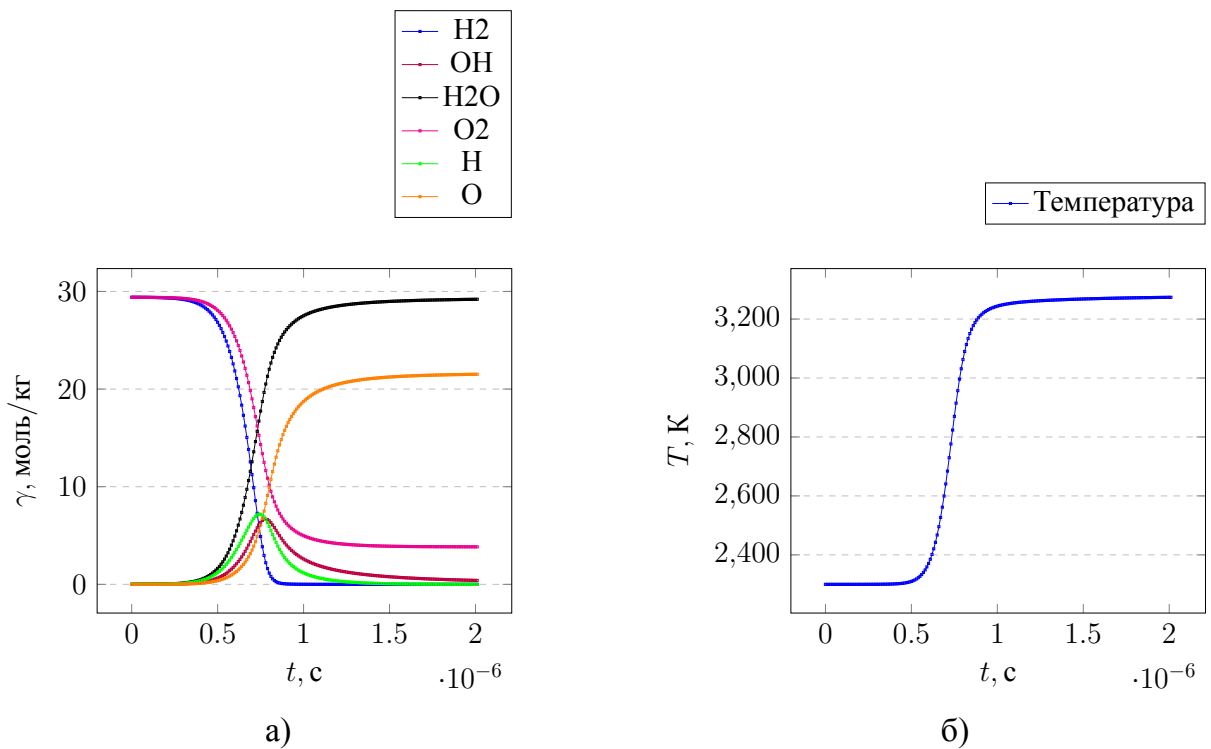 H2
OH
H2O
O2
H
O
Температура
30
20
10
0
γ, моль/кг
0
0.5
1
1.5
2
t, с
·10⁻⁶
а)
3,200
3,000
2,800
2,600
2,400
T, К
0
0.5
1
1.5
2
t, с
·10⁻⁶
б)